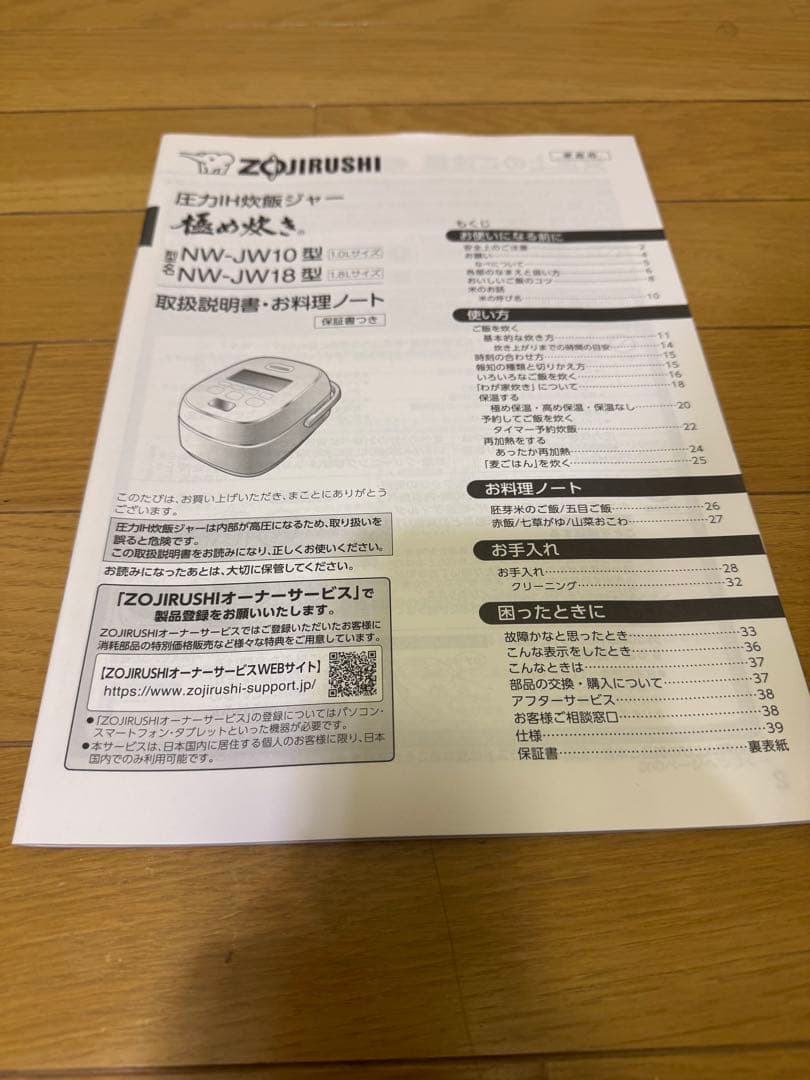 ZOJIRUSHI
圧力IH炊飯ジャー
極め炊き®
型名 NW-JW10型 1.0Lサイズ
NW-JW18型 1.8Lサイズ
取扱説明書・お料理ノート
保証書つき
このたびは、お買い上げいただき、まことにありがとう
ございます。
圧力IH炊飯ジャーは内部が高圧になるため、取り扱いを
誤ると危険です。
この取扱説明書をお読みになり、正しくお使いください。
お読みになったあとは、大切に保管してください。
「ZOJIRUSHIオーナーサービス」で
製品登録をお願いいたします。
ZOJIRUSHIオーナーサービスではご登録いただいたお客様に
消耗部品の特別価格販売など様々な特典をご用意しています。
【ZOJIRUSHIオーナーサービスWEBサイト】
https://www.zojirushi-support.jp/
●「ZOJIRUSHIオーナーサービス」の登録についてはパソコン・
スマートフォン・タブレットといった機器が必要です。
●本サービスは、日本国内に居住する個人のお客様に限り、日本
国内でのみ利用可能です。
家庭用
もくじ
お使いになる前に
安全上のご注意 2
お願い 4
なべについて 5
各部のなまえと扱い方 6
おいしいご飯のコツ 8
米のお話
米の呼び名 10
使い方
ご飯を炊く
基本的な炊き方 11
炊き上がりまでの時間の目安 14
時刻の合わせ方 15
報知の種類と切りかえ方 15
いろいろなご飯を炊く 16
「わが家炊き」について 18
保温する
極め保温・高め保温・保温なし 20
予約してご飯を炊く
タイマー予約炊飯 22
再加熱をする
あったか再加熱 24
「麦ごはん」を炊く 25
お料理ノート
胚芽米のご飯/五目ご飯 26
赤飯/七草がゆ/山菜おこわ 27
お手入れ
お手入れ 28
クリーニング 32
困ったときに
故障かなと思ったとき 33
こんな表示をしたとき 36
こんなときは 37
部品の交換・購入について 37
アフターサービス 38
お客様ご相談窓口 38
仕様 39
保証書 裏表紙